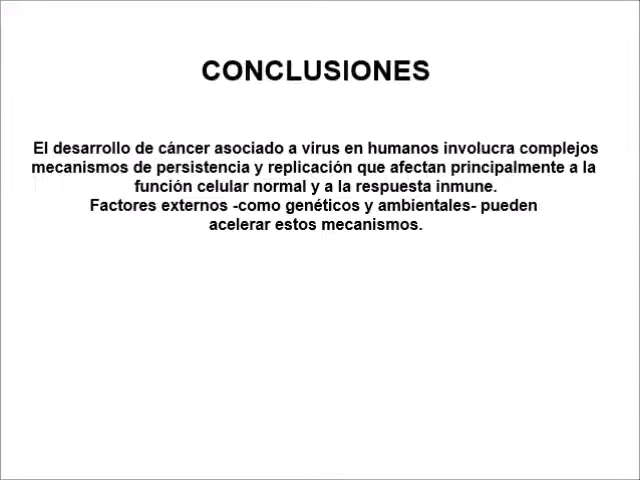 CONCLUSIONES
El desarrollo de cáncer asociado a virus en humanos involucra complejos
mecanismos de persistencia y replicación que afectan principalmente a la
función celular normal y a la respuesta inmune.
Factores externos -como genéticos y ambientales- pueden
acelerar estos mecanismos.